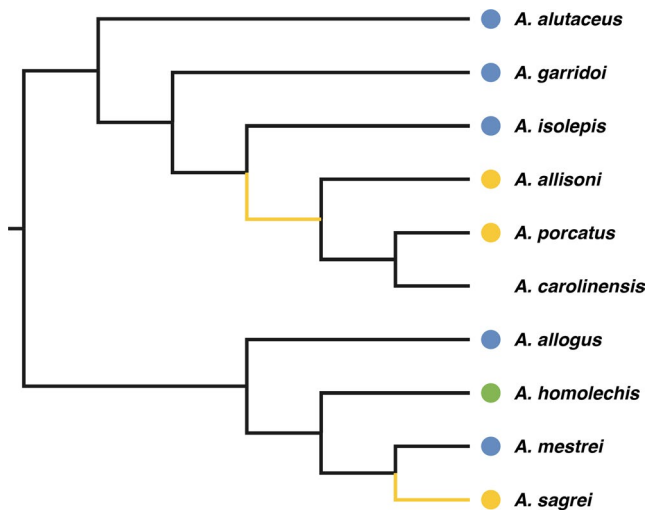 A. alutaceus
A. garridoi
A. isolepis
A. allisoni
A. porcatus
A. carolinensis
A. allogus
A. homolechis
A. mestrei
A. sagrei